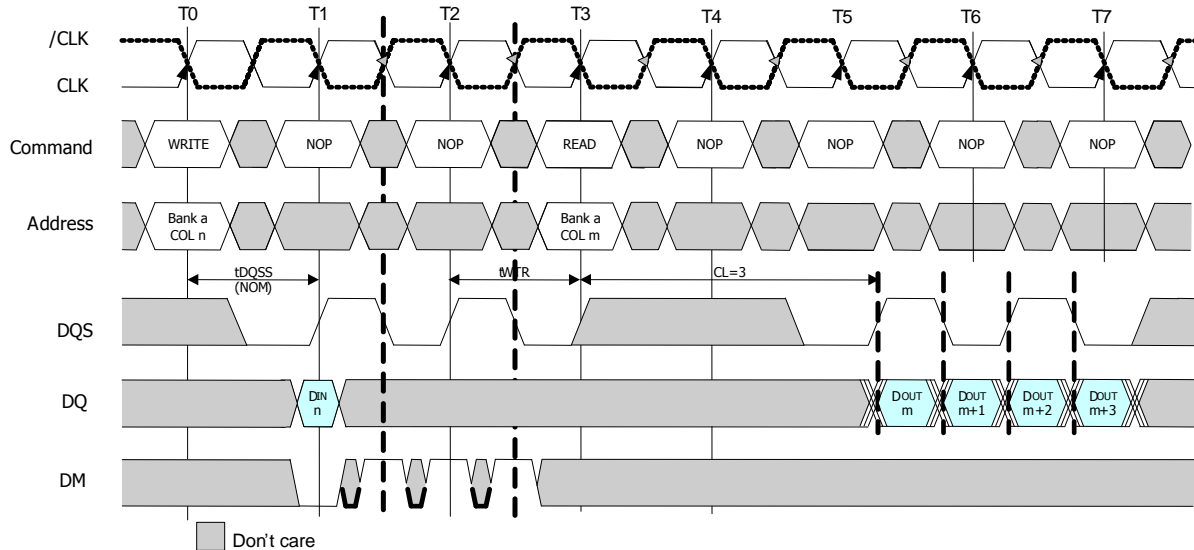 T0 T1 T2 T3 T4 T5 T6 T7
/CLK
CLK
Command WRITE NOP NOP READ NOP NOP NOP NOP
Address Bank a Bank a
COL n COL m
tDQSS tWTR CL=3
(NOM)
DQS
DQ DIN DOUT DOUT DOUT DOUT
n m m+1 m+2 m+3
DM
Don't care